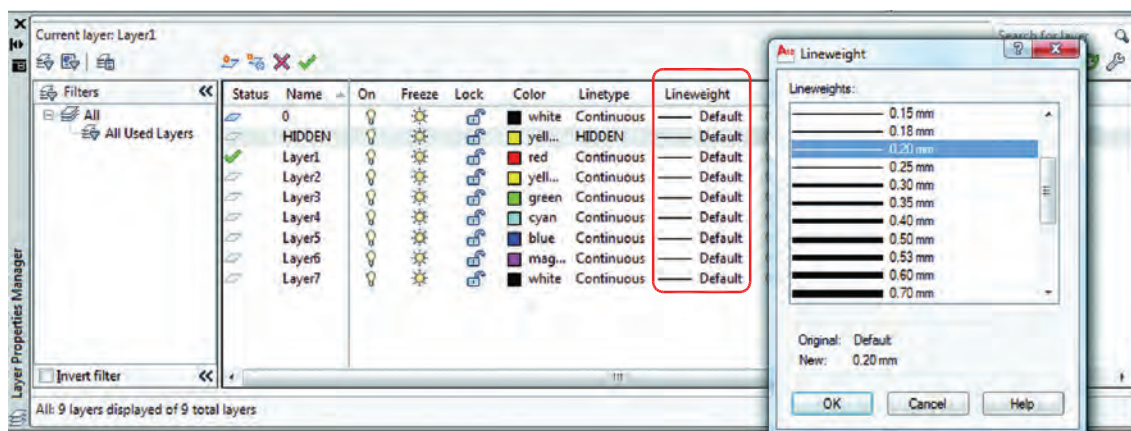 Current layer: Layer1
Search for layer
Filters
All
All Used Layers
Invert filter
Status Name On Freeze Lock Color Linetype Lineweight
0 white Continuous Default
HIDDEN yell... HIDDEN Default
Layer1 red Continuous Default
Layer2 yell... Continuous Default
Layer3 green Continuous Default
Layer4 cyan Continuous Default
Layer5 blue Continuous Default
Layer6 mag... Continuous Default
Layer7 white Continuous Default
All: 9 layers displayed of 9 total layers
Layer Properties Manager
Lineweight
Lineweights:
0.15 mm
0.18 mm
0.20 mm
0.25 mm
0.30 mm
0.35 mm
0.40 mm
0.50 mm
0.53 mm
0.60 mm
0.70 mm
Original: Default
New: 0.20 mm
OK Cancel Help